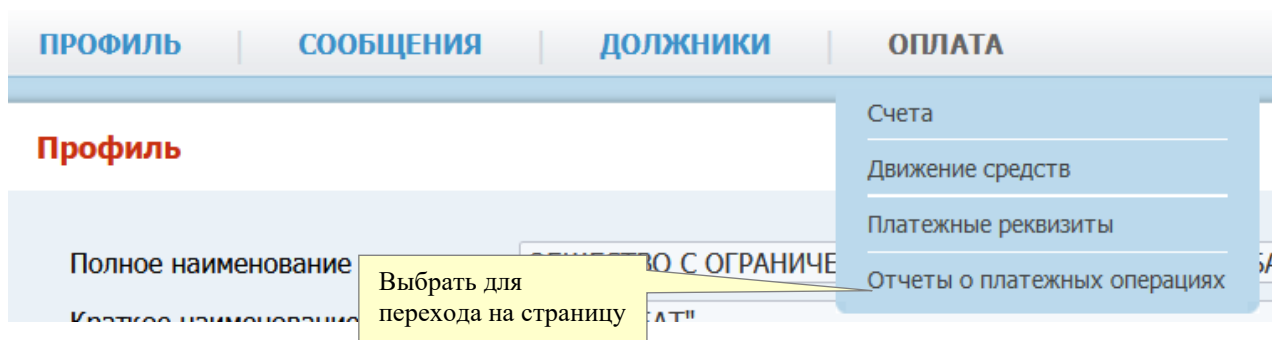 ПРОФИЛЬ СООБЩЕНИЯ ДОЛЖНИКИ ОПЛАТА
Счета
Профиль
Движение средств
Платежные реквизиты
Полное наименование С ОГРАНИЧЕ
Отчеты о платежных операциях
Выбрать для
перехода на страницу